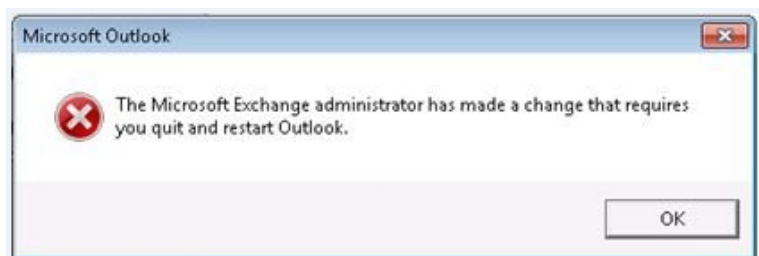 Microsoft Outlook
The Microsoft Exchange administrator has made a change that requires
you quit and restart Outlook.
OK